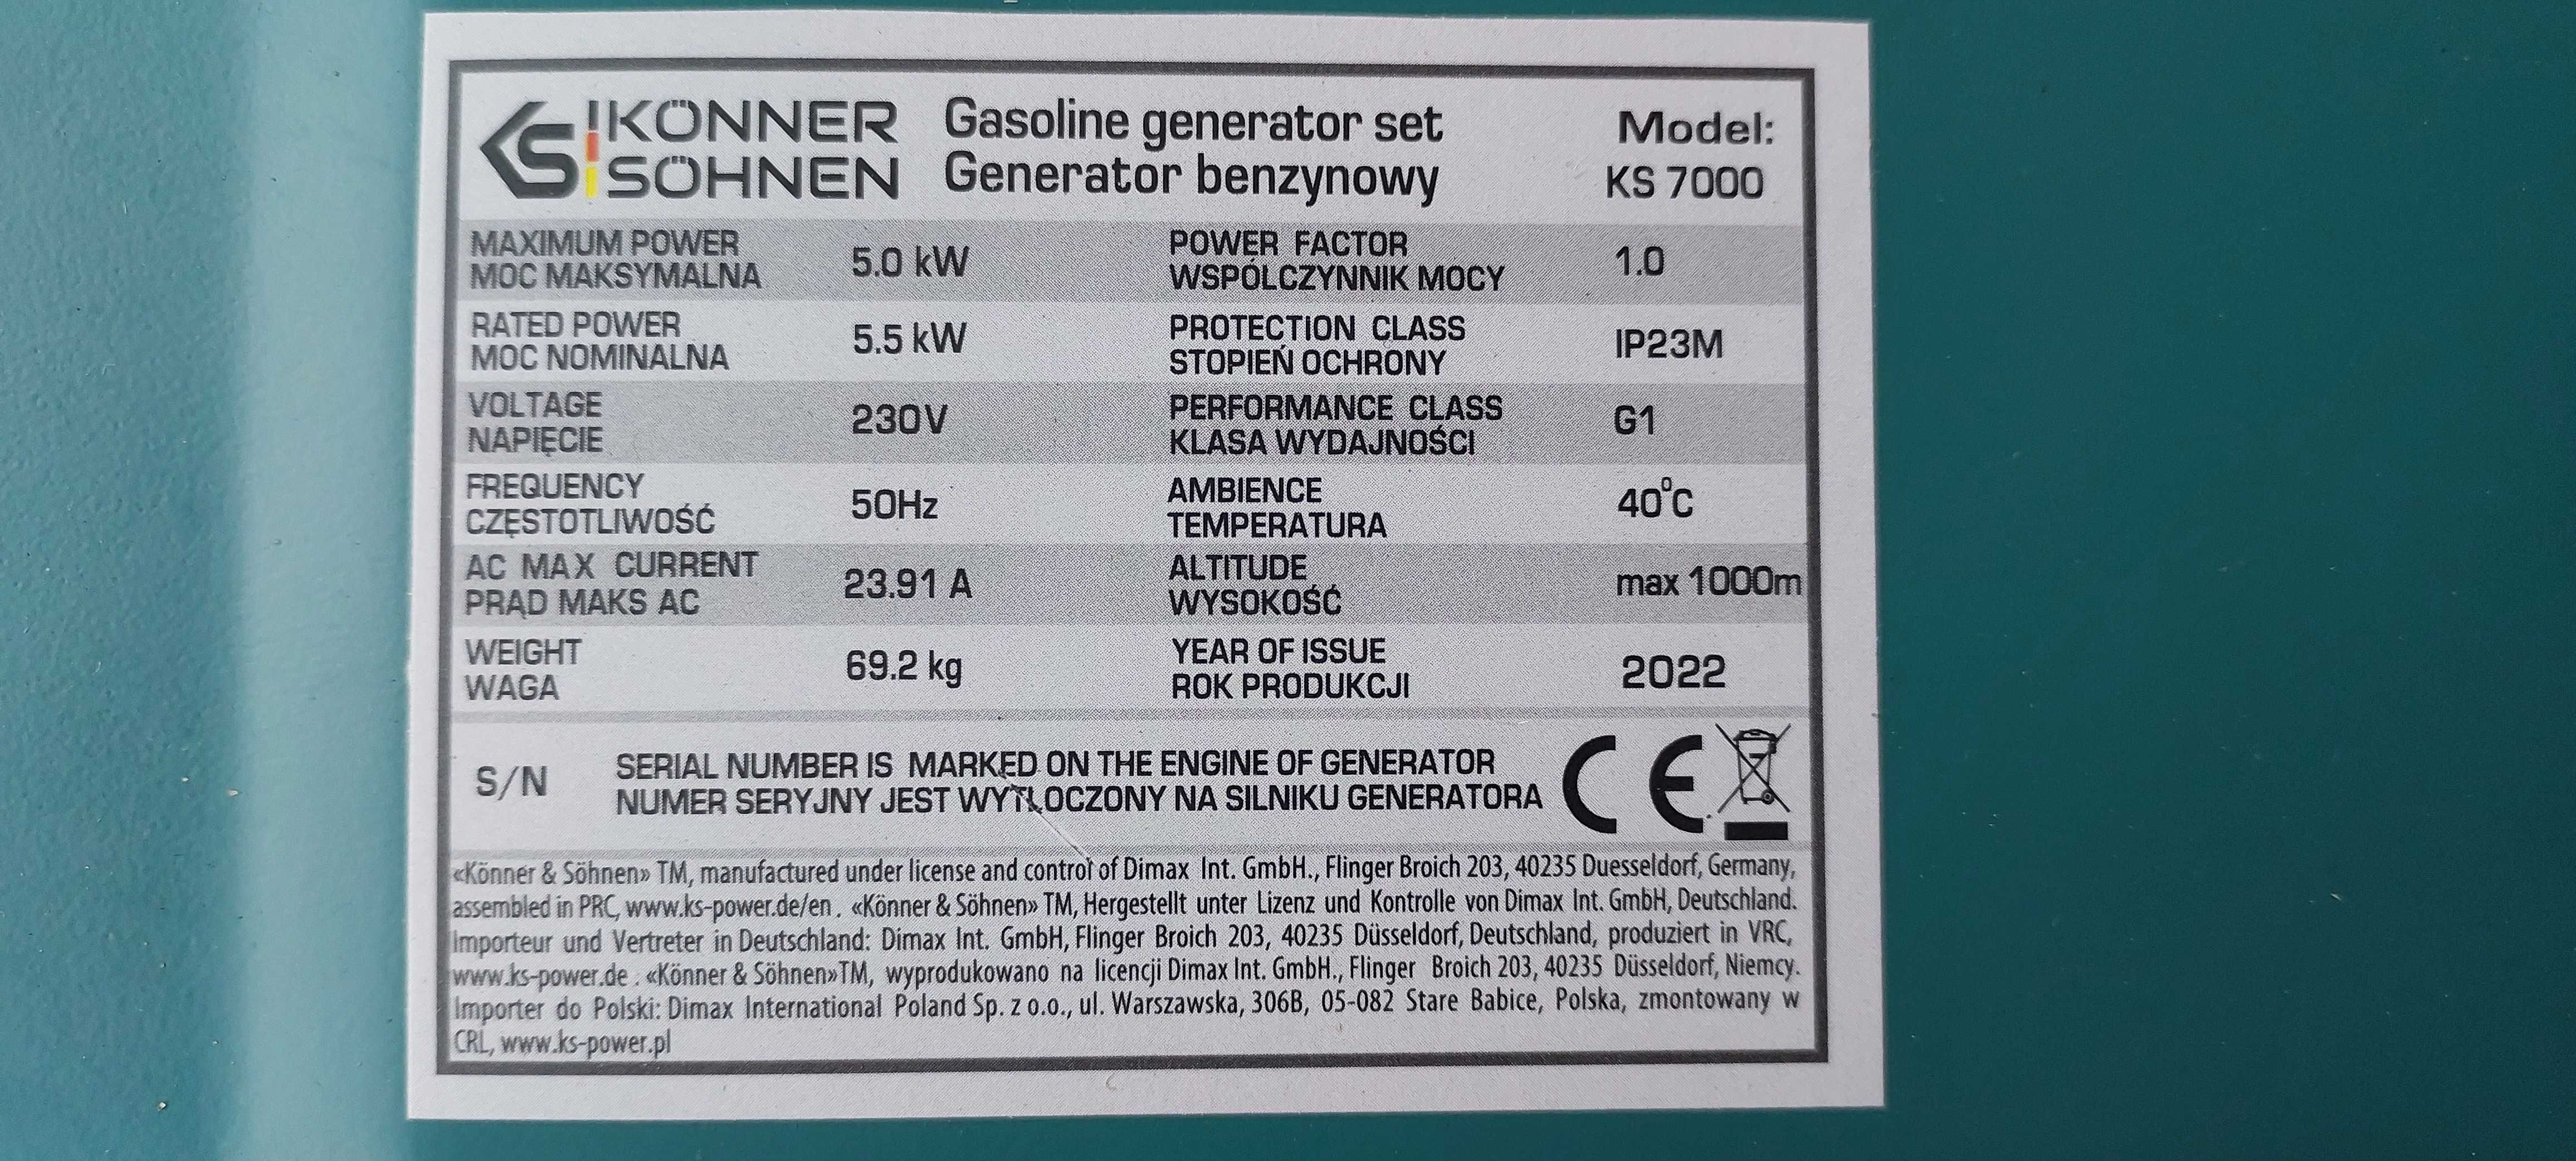 KÖNNER SÖHNEN
Gasoline generator set
Generator benzynowy
Model:
KS 7000
MAXIMUM POWER
MOC MAKSYMALNA
5.0 kW
POWER FACTOR
WSPÓLCZYNNIK MOCY
1.0
RATED POWER
MOC NOMINALNA
5.5 kW
PROTECTION CLASS
STOPIEŃ OCHRONY
IP23M
VOLTAGE
NAPIĘCIE
230V
PERFORMANCE CLASS
KLASA WYDAJNOŚCI
G1
FREQUENCY
CZĘSTOTLIWOŚĆ
50Hz
AMBIENCE
TEMPERATURA
40°C
AC MAX CURRENT
PRĄD MAKS AC
23.91 A
ALTITUDE
WYSOKOŚĆ
max 1000m
WEIGHT
WAGA
69.2 kg
YEAR OF ISSUE
ROK PRODUKCJI
2022
S/N
SERIAL NUMBER IS MARKED ON THE ENGINE OF GENERATOR
NUMER SERYJNY JEST WYTŁOCZONY NA SILNIKU GENERATORA
CE
«Könner & Söhnen» TM, manufactured under license and control of Dimax Int. GmbH., Flinger Broich 203, 40235 Duesseldorf, Germany,
assembled in PRC, www.ks-power.de/en. «Könner & Söhnen» TM, Hergestellt unter Lizenz und Kontrolle von Dimax Int. GmbH, Deutschland.
Importeur und Vertreter in Deutschland: Dimax Int. GmbH, Flinger Broich 203, 40235 Düsseldorf, Deutschland, produziert in VRC,
www.ks-power.de . «Könner & Söhnen»TM, wyprodukowano na licencji Dimax Int. GmbH., Flinger Broich 203, 40235 Düsseldorf, Niemcy.
Importer do Polski: Dimax International Poland Sp. z o.o., ul. Warszawska, 306B, 05-082 Stare Babice, Polska, zmontowany w
CRL, www.ks-power.pl